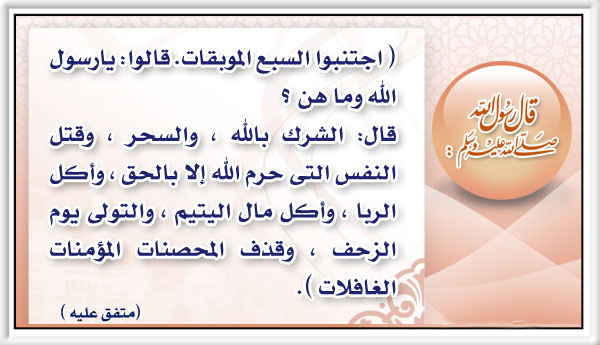 قال رسول الله
صلى الله عليه وسلم :
( اجتنبوا السبع الموبقات. قالوا: يارسول
الله وما هن ؟
قال: الشرك بالله ، والسحر ، وقتل
النفس التى حرم الله إلا بالحق ، وأكل
الربا ، وأكل مال اليتيم ، والتولى يوم
الزحف ، وقذف المحصنات المؤمنات
الغافلات ).
(متفق عليه )